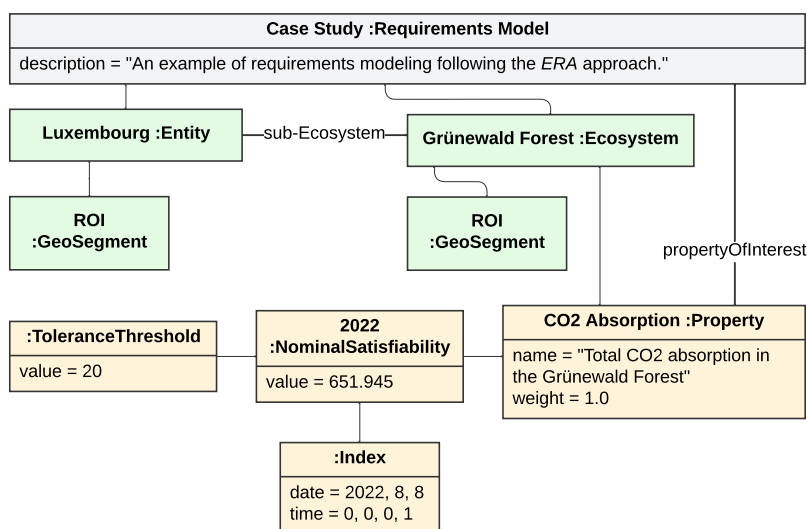 Case Study :Requirements Model
description = "An example of requirements modeling following the ERA approach."
Luxembourg :Entity
sub-Ecosystem
Grünewald Forest :Ecosystem
ROI
:GeoSegment
ROI
:GeoSegment
propertyOfInterest
:ToleranceThreshold
value = 20
2022
:NominalSatisfiability
value = 651.945
CO2 Absorption :Property
name = "Total CO2 absorption in
the Grünewald Forest"
weight = 1.0
:Index
date = 2022, 8, 8
time = 0, 0, 0, 1